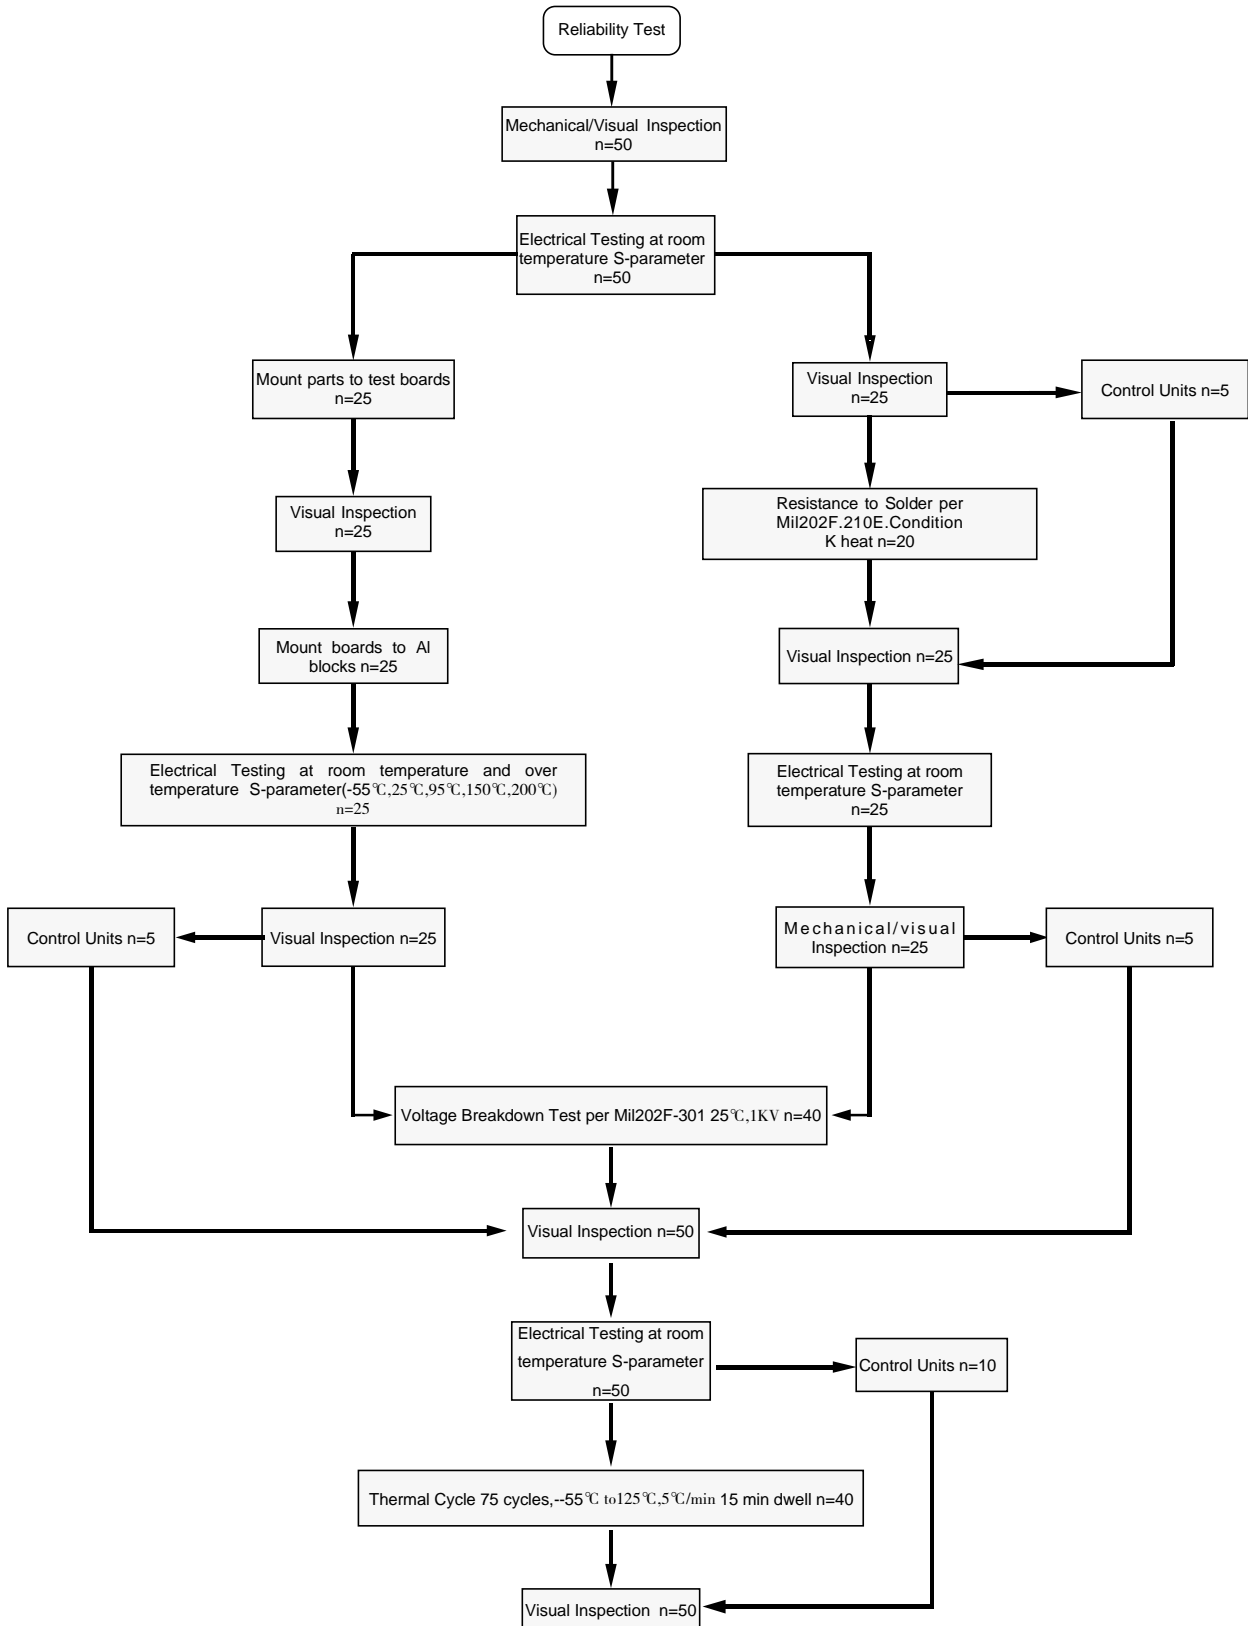 Reliability Test
Mechanical/Visual Inspection
n=50
Electrical Testing at room
temperature S-parameter
n=50
Mount parts to test boards
n=25
Visual Inspection
n=25
Control Units n=5
Visual Inspection
n=25
Resistance to Solder per
Mil202F.210E.Condition
K heat n=20
Mount boards to Al
blocks n=25
Visual Inspection n=25
Electrical Testing at room temperature and over
temperature S-parameter(-55℃,25℃,95℃,150℃,200℃)
n=25
Electrical Testing at room
temperature S-parameter
n=25
Control Units n=5
Visual Inspection n=25
Mechanical/visual
Inspection n=25
Control Units n=5
Voltage Breakdown Test per Mil202F-301 25℃,1KV n=40
Visual Inspection n=50
Electrical Testing at room
temperature S-parameter
n=50
Control Units n=10
Thermal Cycle 75 cycles,--55℃ to125℃,5℃/min 15 min dwell n=40
Visual Inspection n=50